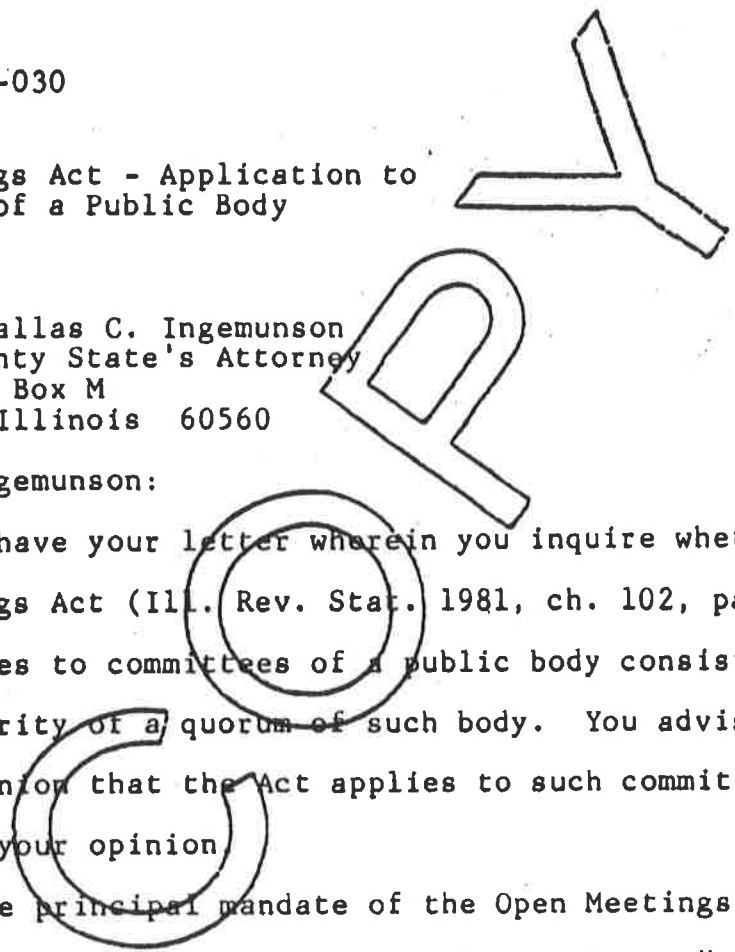 -030
gs Act - Application to
of a Public Body
allas C. Ingemunson
nty State's Attorney
Box M
Illinois 60560
gemunson:
have your letter wherein you inquire whe
gs Act (Ill. Rev. Stat. 1981, ch. 102, pa
es to committees of a public body consis
rity of a quorum of such body. You advis
nion that the Act applies to such commit
your opinion.
e principal mandate of the Open Meetings
COPY